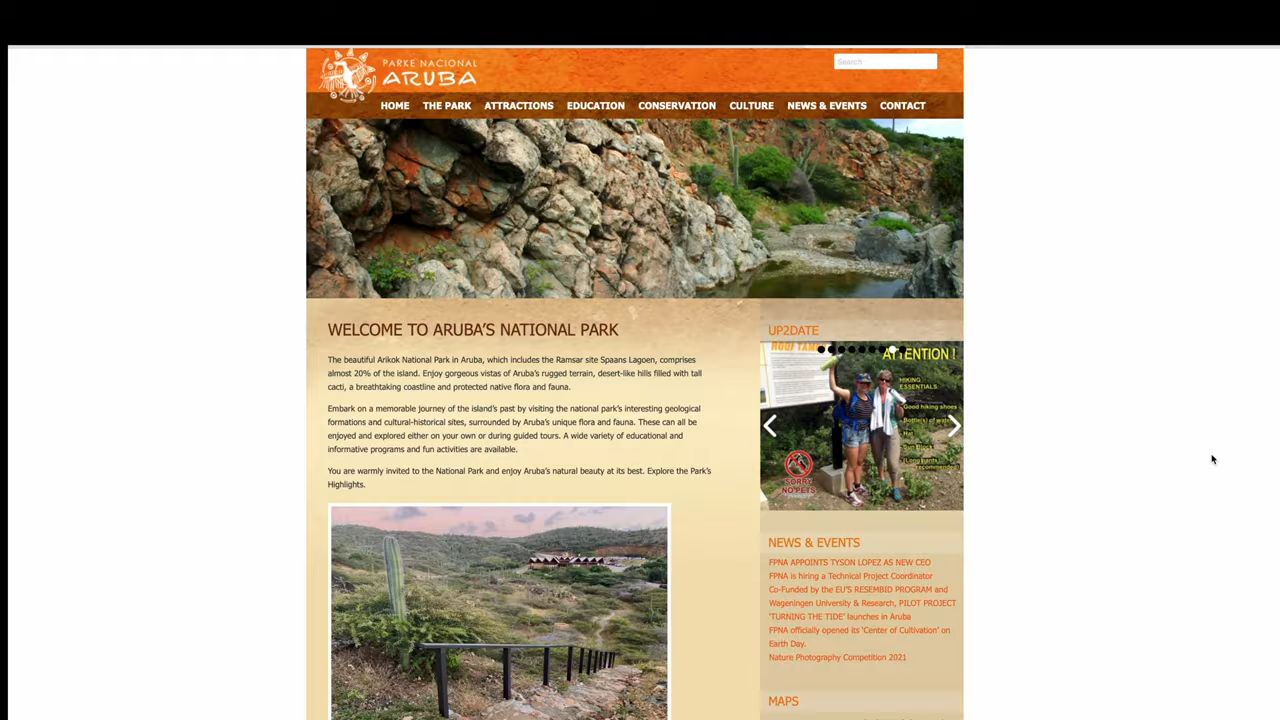 PARKE NACIONAL
ARUBA
Search
HOME THE PARK ATTRACTIONS EDUCATION CONSERVATION CULTURE NEWS & EVENTS CONTACT
WELCOME TO ARUBA'S NATIONAL PARK
The beautiful Arikok National Park in Aruba, which includes the Ramsar site Spaans Lagoen, comprises
almost 20% of the island. Enjoy gorgeous vistas of Aruba's rugged terrain, desert-like hills filled with tall
cacti, a breathtaking coastline and protected native flora and fauna.
Embark on a memorable journey of the island's past by visiting the national park's interesting geological
formations and cultural-historical sites, surrounded by Aruba's unique flora and fauna. These can all be
enjoyed and explored either on your own or during guided tours. A wide variety of educational and
informative programs and fun activities are available.
You are warmly invited to the National Park and enjoy Aruba's natural beauty at its best. Explore the Park's
Highlights.
UP2DATE
ATTENTION !
HIKING
ESSENTIALS
Good hiking shoes
Hat
SORRY
NO PETS
NEWS & EVENTS
FPNA APPOINTS TYSON LOPEZ AS NEW CEO
FPNA is hiring a Technical Project Coordinator
Co-Funded by the EU'S RESEMBID PROGRAM and
Wageningen University & Research, PILOT PROJECT
'TURNING THE TIDE' launches in Aruba
FPNA officially opened its 'Center of Cultivation' on
Earth Day.
Nature Photography Competition 2021
MAPS